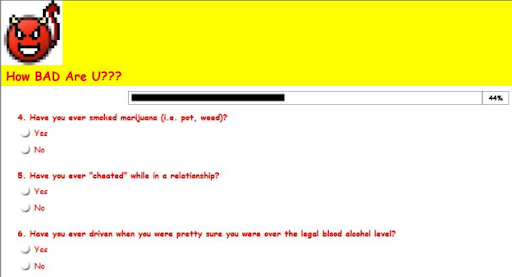 How BAD Are U???
44%
4. Have you ever smoked marijuana (i.e. pot, weed)?
Yes
No
5. Have you ever "cheated" while in a relationship?
Yes
No
6. Have you ever driven when you were pretty sure you were over the legal blood alcohol level?
Yes
No